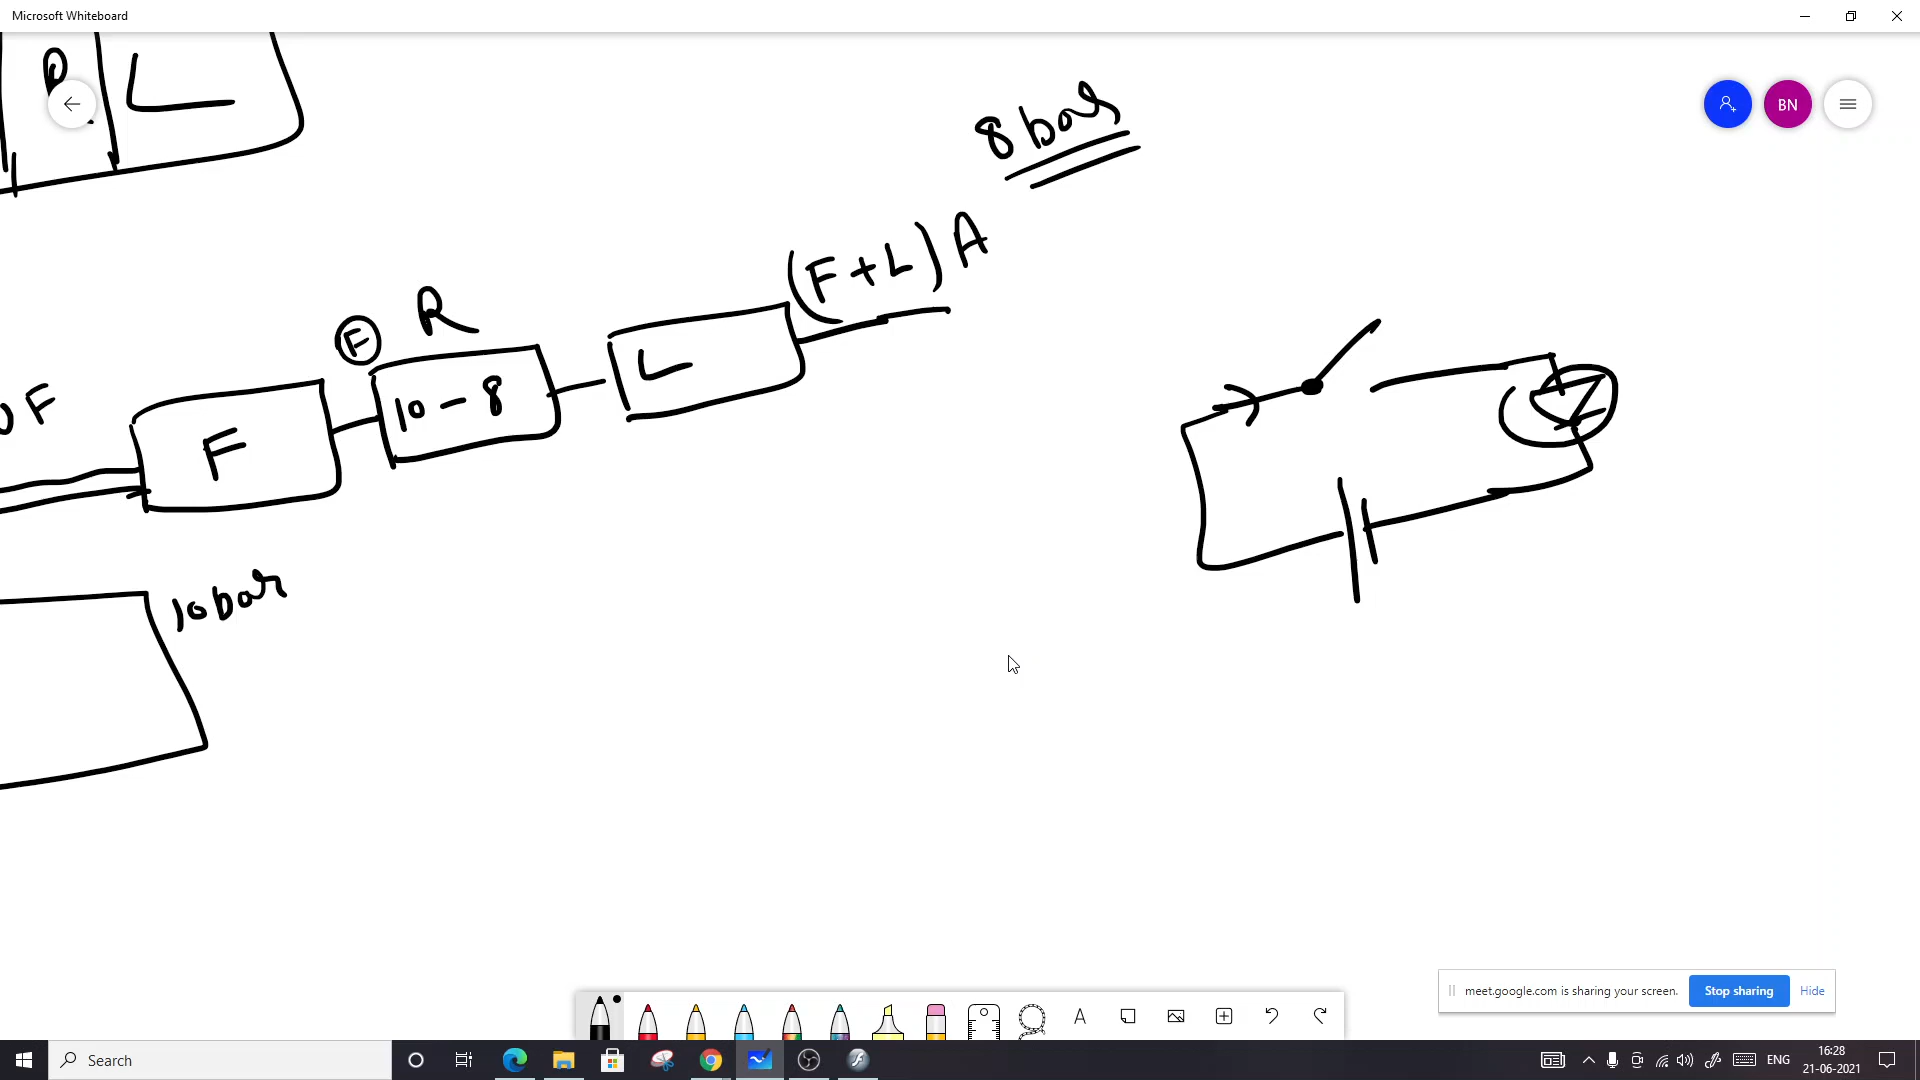 Microsoft Whiteboard
R L
BN
8 bar
(F+L) A
R
F
10 - 8
L
F
F
10 bar
meet.google.com is sharing your screen.
Stop sharing
Hide
A
Search
ENG
16:28
21-06-2021